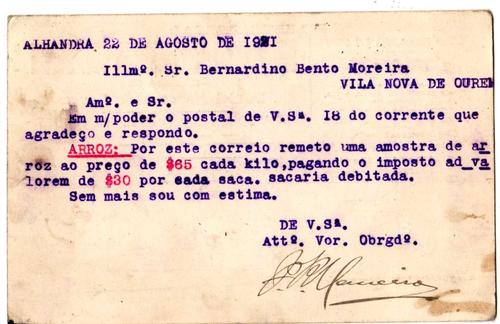 ALHANDRA 22 DE AGOSTO DE 1921
Illmº. Sr. Bernardino Bento Moreira
VILA NOVA DE OUREM
Amº. e Sr.
Em m/poder o postal de V.Sª. I8 do corrente que
agradeço e respondo.
ARROZ: Por este correio remeto uma amostra de ar
roz ao preço de $65 cada kilo,pagando o imposto ad va
lorem de $30 por cada saca. sacaria debitada.
Sem mais sou com estima.
DE V.Sª.
Attº. Vor. Obrgdº.